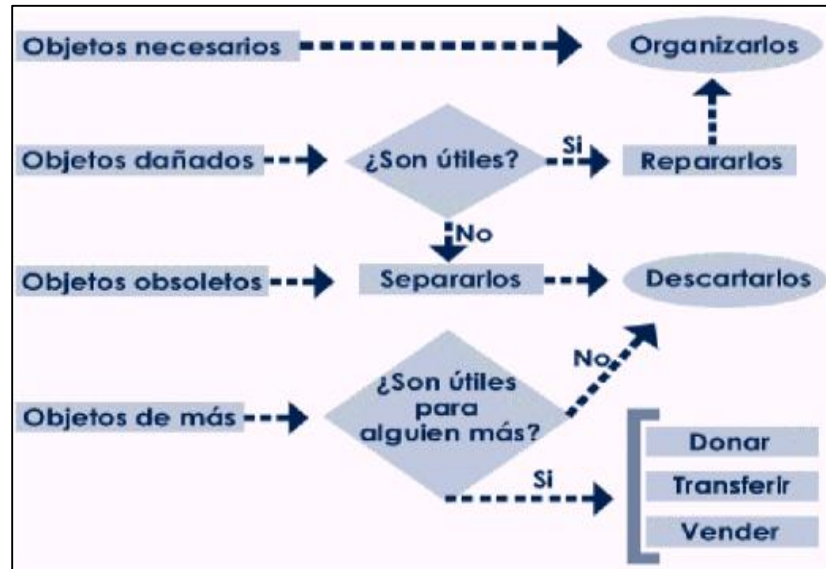 Objetos necesarios
Organizarlos
Objetos dañados
¿Son útiles?
Si
Repararlos
No
Objetos obsoletos
Separarlos
Descartarlos
Objetos de más
¿Son útiles
para
alguien más?
No
Si
Donar
Transferir
Vender